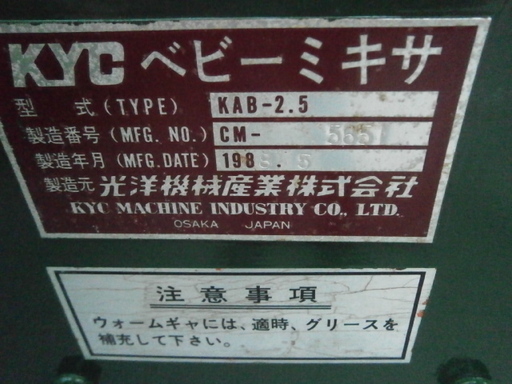 KYC ベビーミキサ
型 式(TYPE) KAB-2.5
製造番号(MFG. NO.) CM- 565
製造年月(MFG.DATE) 198 . 5
製造元 光洋機械産業株式会社
KYC MACHINE INDUSTRY CO., LTD.
OSAKA JAPAN
注意事項
ウォームギャには、適時、グリースを
補充して下さい。